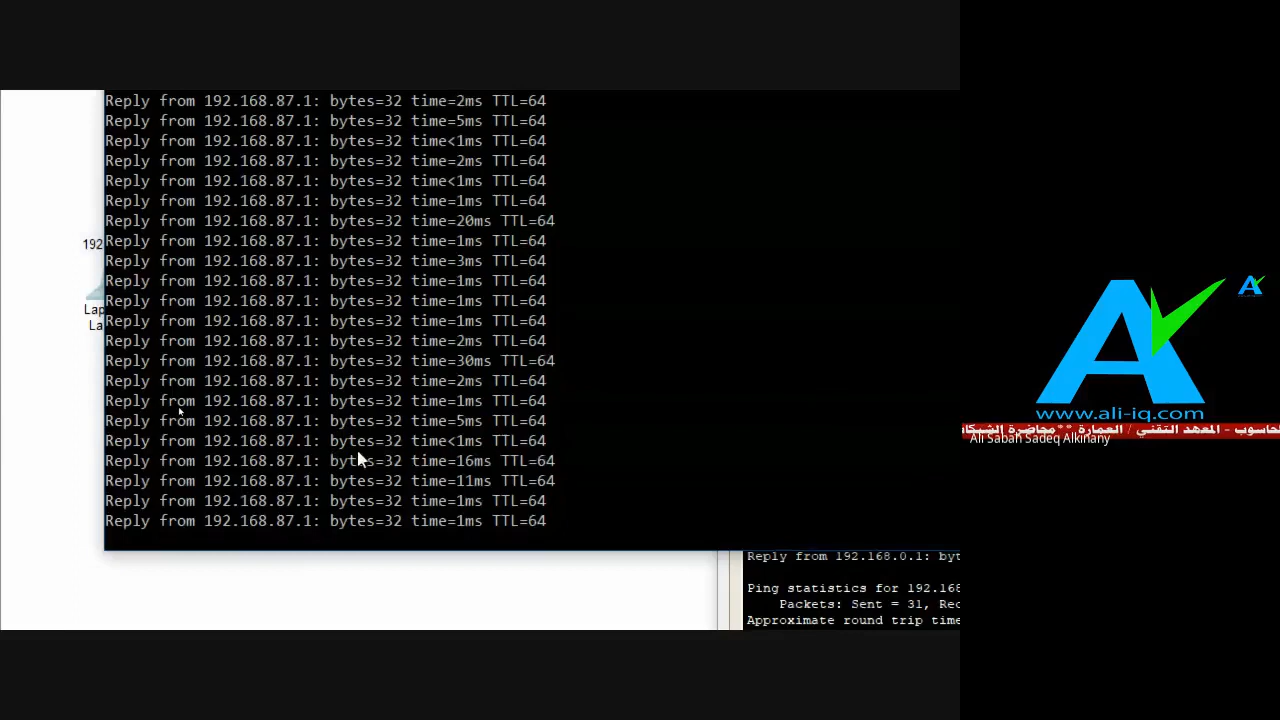 Reply from 192.168.87.1: bytes=32 time=2ms TTL=64
Reply from 192.168.87.1: bytes=32 time=5ms TTL=64
Reply from 192.168.87.1: bytes=32 time<1ms TTL=64
Reply from 192.168.87.1: bytes=32 time=2ms TTL=64
Reply from 192.168.87.1: bytes=32 time<1ms TTL=64
Reply from 192.168.87.1: bytes=32 time=1ms TTL=64
Reply from 192.168.87.1: bytes=32 time=20ms TTL=64
Reply from 192.168.87.1: bytes=32 time=1ms TTL=64
Reply from 192.168.87.1: bytes=32 time=3ms TTL=64
Reply from 192.168.87.1: bytes=32 time=1ms TTL=64
Reply from 192.168.87.1: bytes=32 time=1ms TTL=64
Reply from 192.168.87.1: bytes=32 time=1ms TTL=64
Reply from 192.168.87.1: bytes=32 time=2ms TTL=64
Reply from 192.168.87.1: bytes=32 time=30ms TTL=64
Reply from 192.168.87.1: bytes=32 time=2ms TTL=64
Reply from 192.168.87.1: bytes=32 time=1ms TTL=64
Reply from 192.168.87.1: bytes=32 time=5ms TTL=64
Reply from 192.168.87.1: bytes=32 time<1ms TTL=64
Reply from 192.168.87.1: bytes=32 time=16ms TTL=64
Reply from 192.168.87.1: bytes=32 time=11ms TTL=64
Reply from 192.168.87.1: bytes=32 time=1ms TTL=64
Reply from 192.168.87.1: bytes=32 time=1ms TTL=64
192
Lap
La
Reply from 192.168.0.1: byt
Ping statistics for 192.168
Packets: Sent = 31, Rec
Approximate round trip time
www.ali-iq.com
لحاسوب - المعهد التقني / العمارة ** محاضرة الشبكا
Ali Sabah Sadeq Alkinany